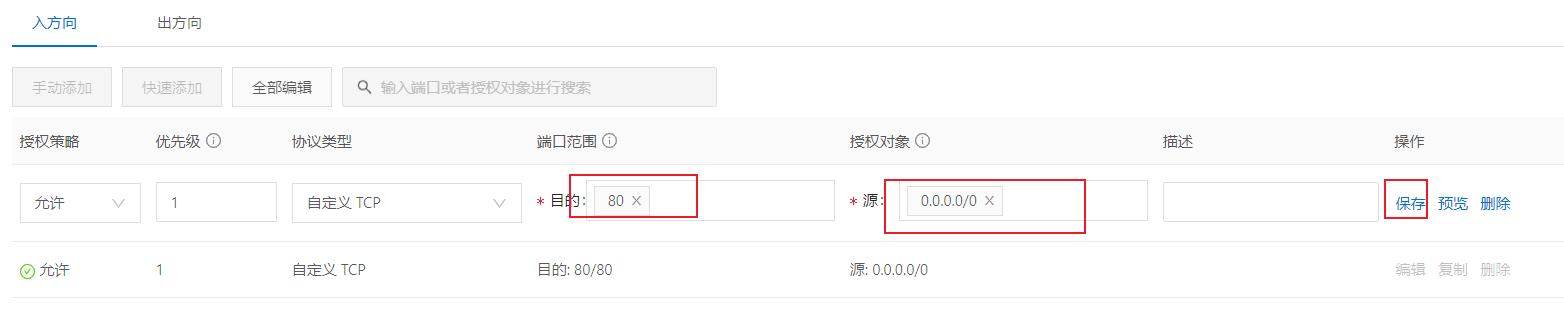 入方向 出方向
手动添加 快速添加 全部编辑 输入端口或者授权对象进行搜索
授权策略 优先级 协议类型 端口范围 授权对象 描述 操作
允许 1 自定义 TCP * 目的: 80 × * 源: 0.0.0.0/0 × 保存 预览 删除
允许 1 自定义 TCP 目的: 80/80 源: 0.0.0.0/0 编辑 复制 删除